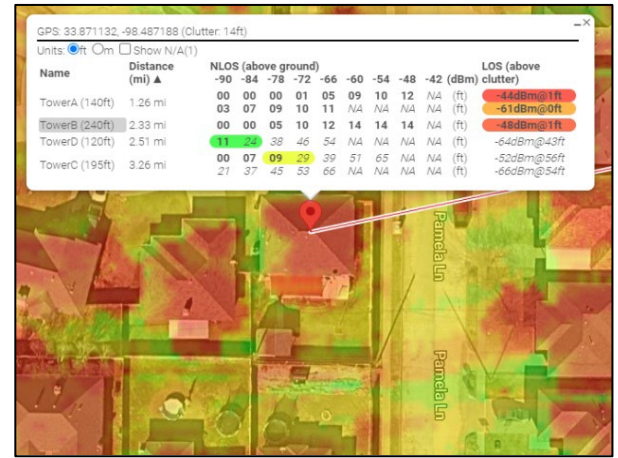 GPS: 33.871132, -98.487188 (Clutter: 14ft)
Units: ft m Show N/A(1)
Name Distance (mi) ▲ NLOS (above ground) LOS (above clutter)
-90 -84 -78 -72 -66 -60 -54 -48 -42 (dBm)
TowerA (140ft) 1.26 mi 00 00 00 01 05 09 10 12 NA (ft) -44dBm@1ft
03 07 09 10 11 NA NA NA NA (ft) -61dBm@0ft
TowerB (240ft) 2.33 mi 00 00 05 10 12 14 14 14 NA (ft) -48dBm@1ft
TowerD (120ft) 2.51 mi 11 24 38 46 54 NA NA NA NA (ft) -64dBm@43ft
TowerC (195ft) 3.26 mi 00 07 09 29 39 51 65 NA NA (ft) -52dBm@56ft
21 37 45 53 66 NA NA NA NA (ft) -66dBm@54ft
Pamela Ln
Pamela Ln